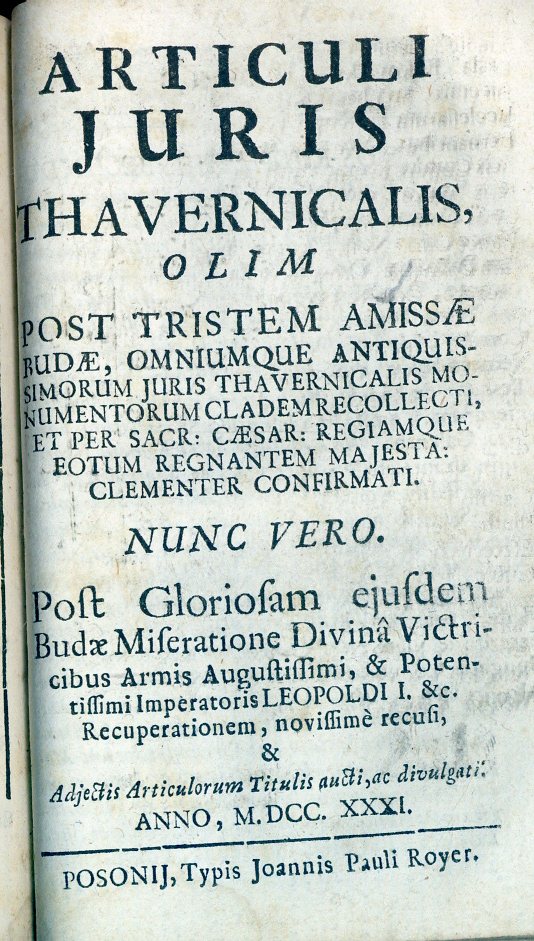 ARTICULI
JURIS
THAVERNICALIS,
OLIM
POST TRISTEM AMISSÆ
BUDÆ, OMNIUMQUE ANTIQUIS-
SIMORUM JURIS THAVERNICALIS MO-
NUMENTORUM CLADEM RECOLLECTI,
ET PER SACR: CÆSAR: REGIAMQUE
EOTUM REGNANTEM MAJESTA:
CLEMENTER CONFIRMATI.
NUNC VERO.
Poſt Glorioſam ejuſdem
Budæ Miſeratione Divinâ Victri-
cibus Armis Auguſtiſſimi, & Poten-
tiſſimi Imperatoris LEOPOLDI I. &c.
Recuperationem, noviſſimè recuſi,
&
Adjectis Articulorum Titulis aucti, ac divulgati.
ANNO, M.DCC. XXXI.
POSONIJ, Typis Joannis Pauli Royer.